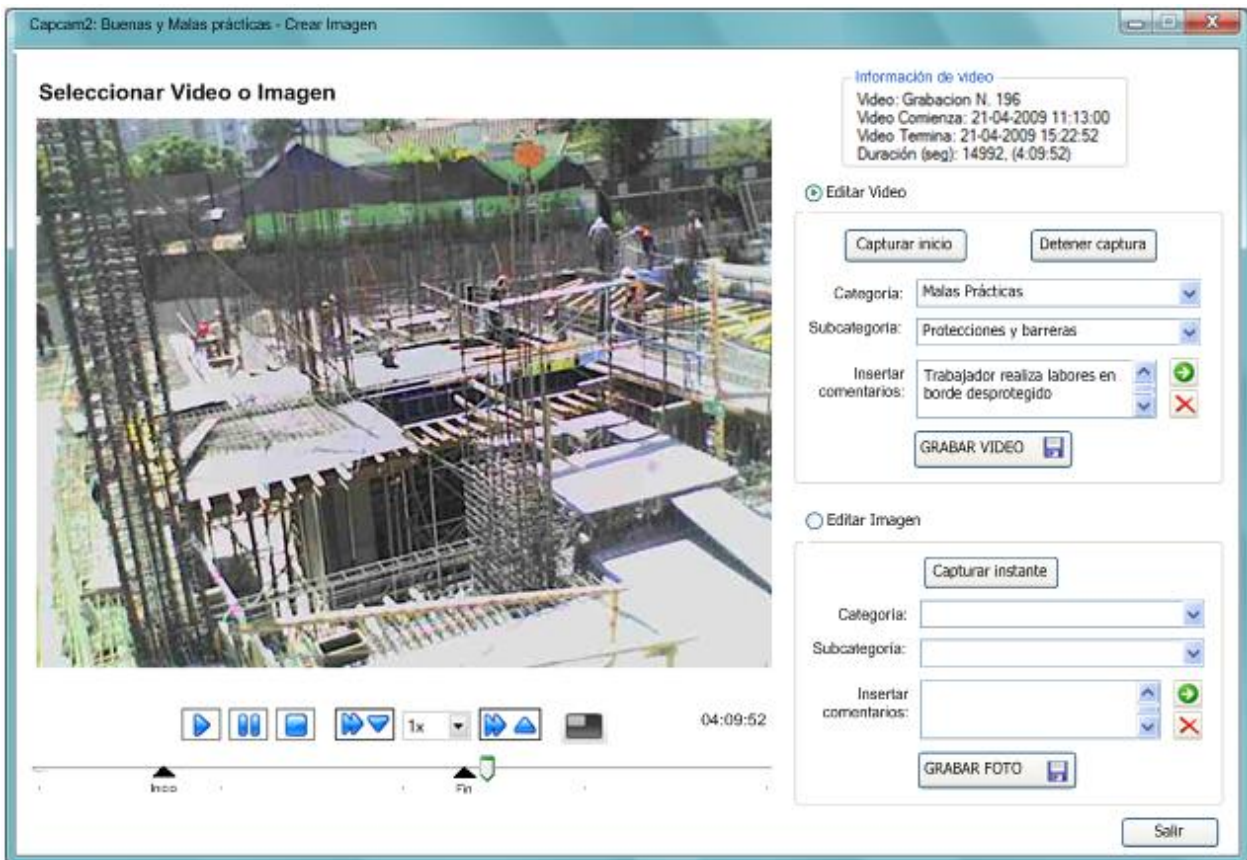 Capcam2: Buenas y Malas prácticas - Crear Imagen
Seleccionar Video o Imagen
Información de video
Video: Grabacion N. 196
Video Comienza: 21-04-2009 11:13:00
Video Termina: 21-04-2009 15:22:52
Duración (seg): 14992, (4:09:52)
Editar Video
Capturar inicio
Detener captura
Categoría:
Malas Prácticas
Subcategoría:
Protecciones y barreras
Insertar
comentarios:
Trabajador realiza labores en
borde desprotegido
GRABAR VIDEO
Editar Imagen
Capturar instante
Categoría:
Subcategoría:
Insertar
comentarios:
GRABAR FOTO
1x
04:09:52
Inicio
Fin
Salir